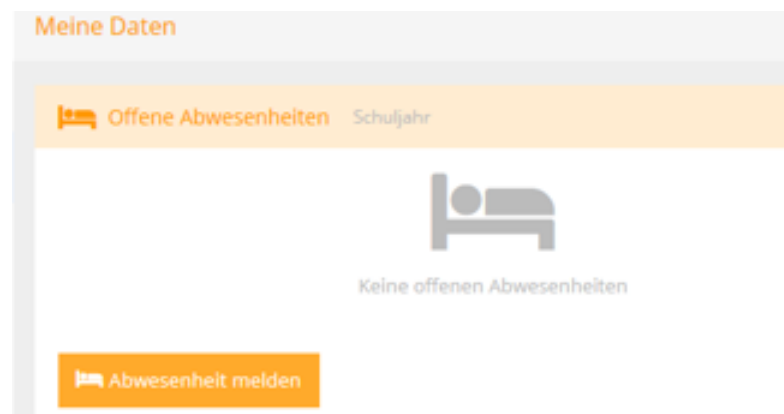 Meine Daten
Offene Abwesenheiten Schuljahr
Keine offenen Abwesenheiten
Abwesenheit melden